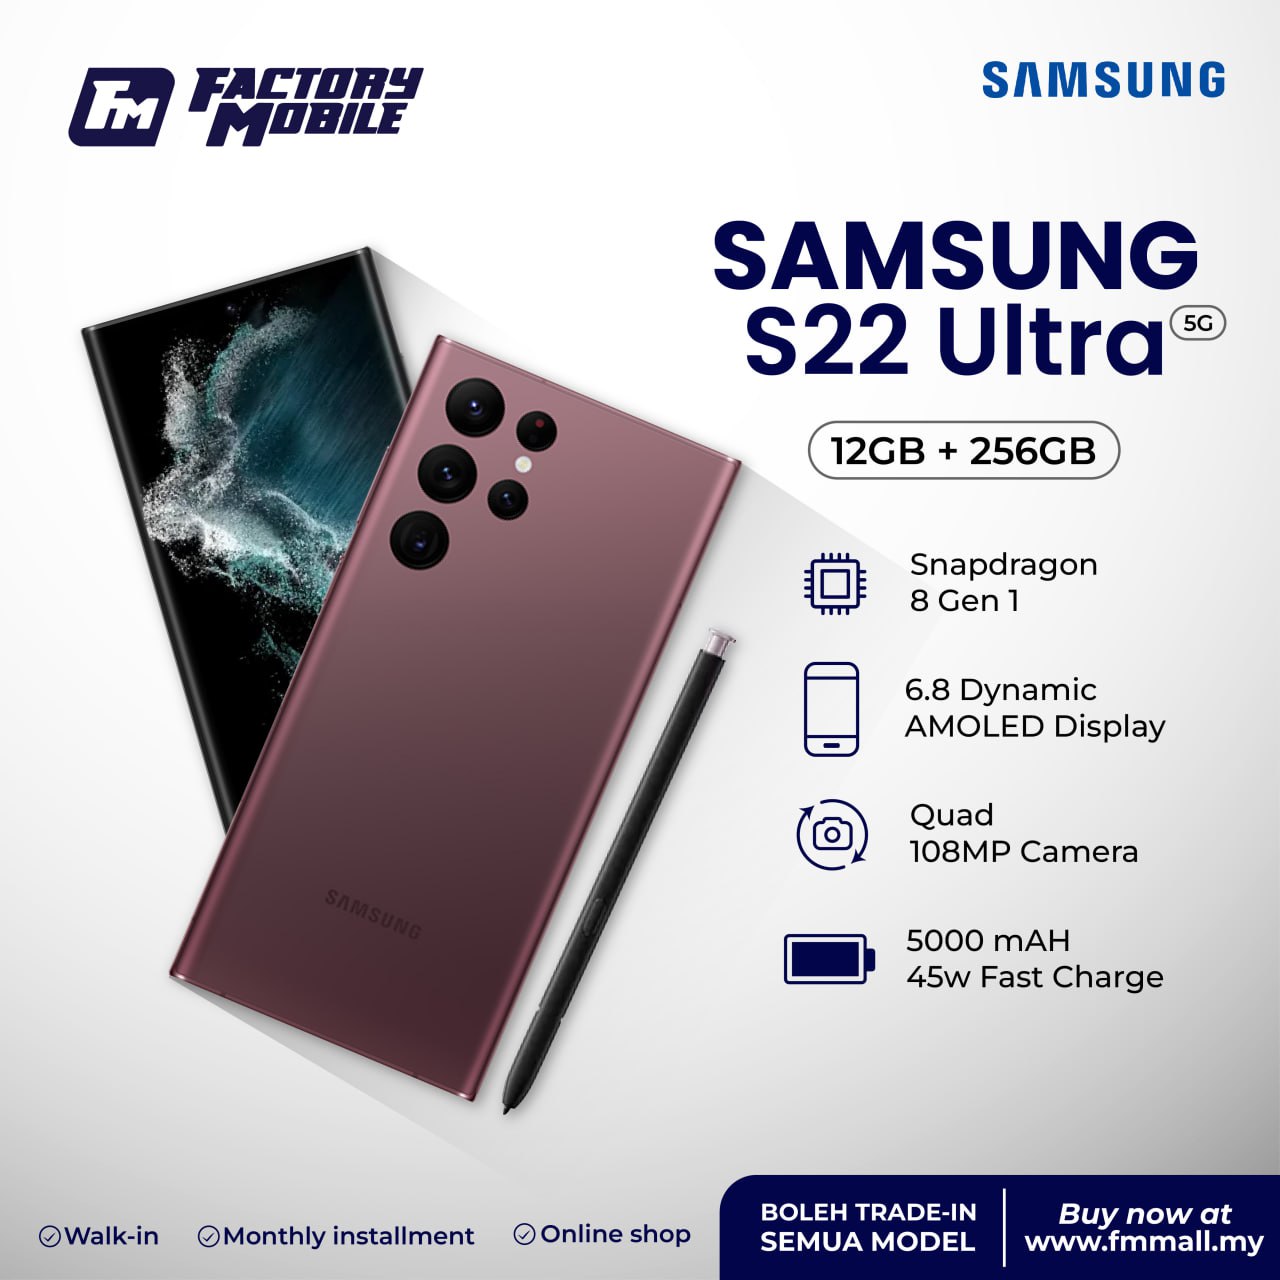 FM FACTORY
MOBILE
SAMSUNG
SAMSUNG
S22 Ultra 5G
12GB + 256GB
Snapdragon
8 Gen 1
6.8 Dynamic
AMOLED Display
Quad
108MP Camera
5000 mAH
45w Fast Charge
SAMSUNG
Walk-in
Monthly installment
Online shop
BOLEH TRADE-IN
SEMUA MODEL
Buy now at
www.fmmall.my